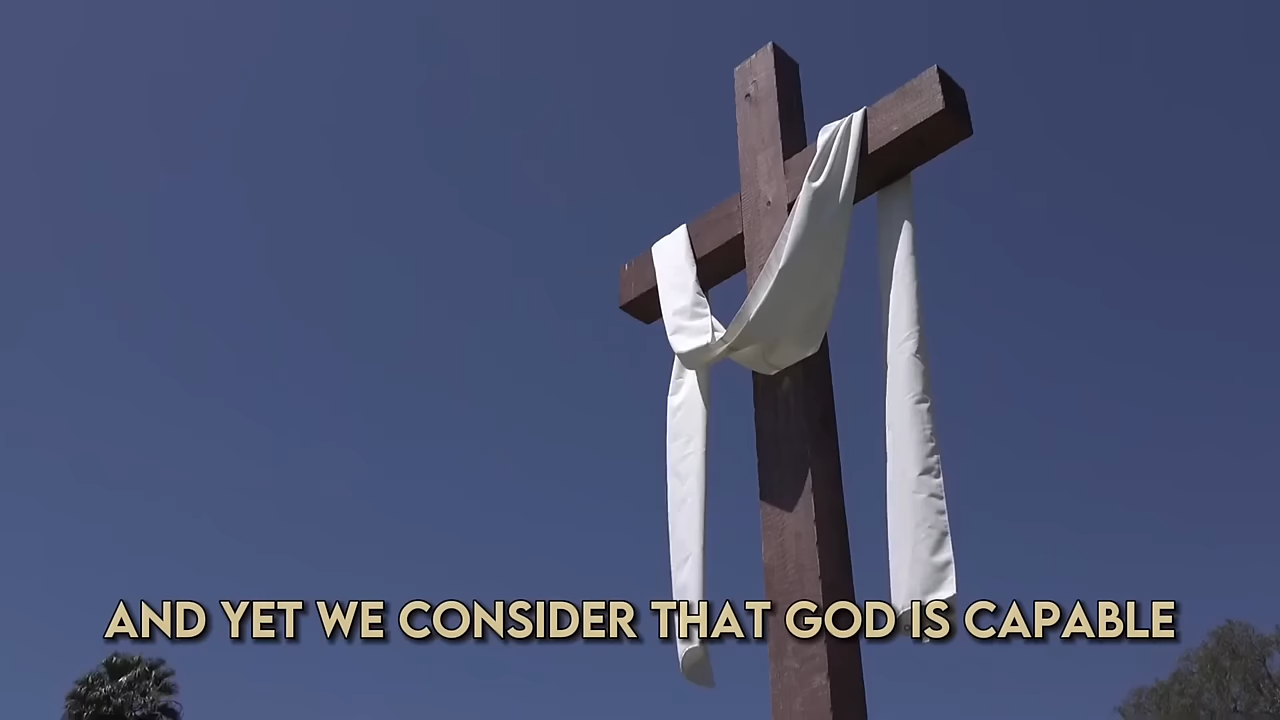 AND YET WE CONSIDER THAT GOD IS CAPABLE